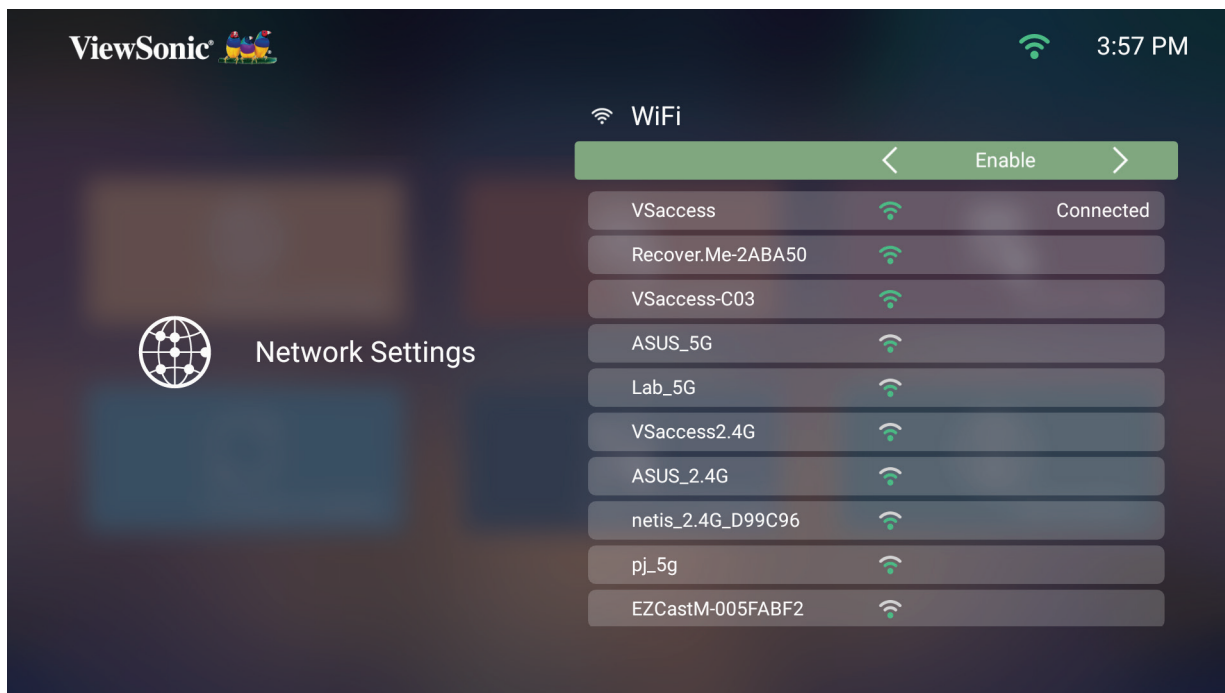 ViewSonic®
3:57 PM
WiFi
Enable
VSaccess Connected
Recover.Me-2ABA50
VSaccess-C03
ASUS_5G
Network Settings
Lab_5G
VSaccess2.4G
ASUS_2.4G
netis_2.4G_D99C96
pj_5g
EZCastM-005FABF2